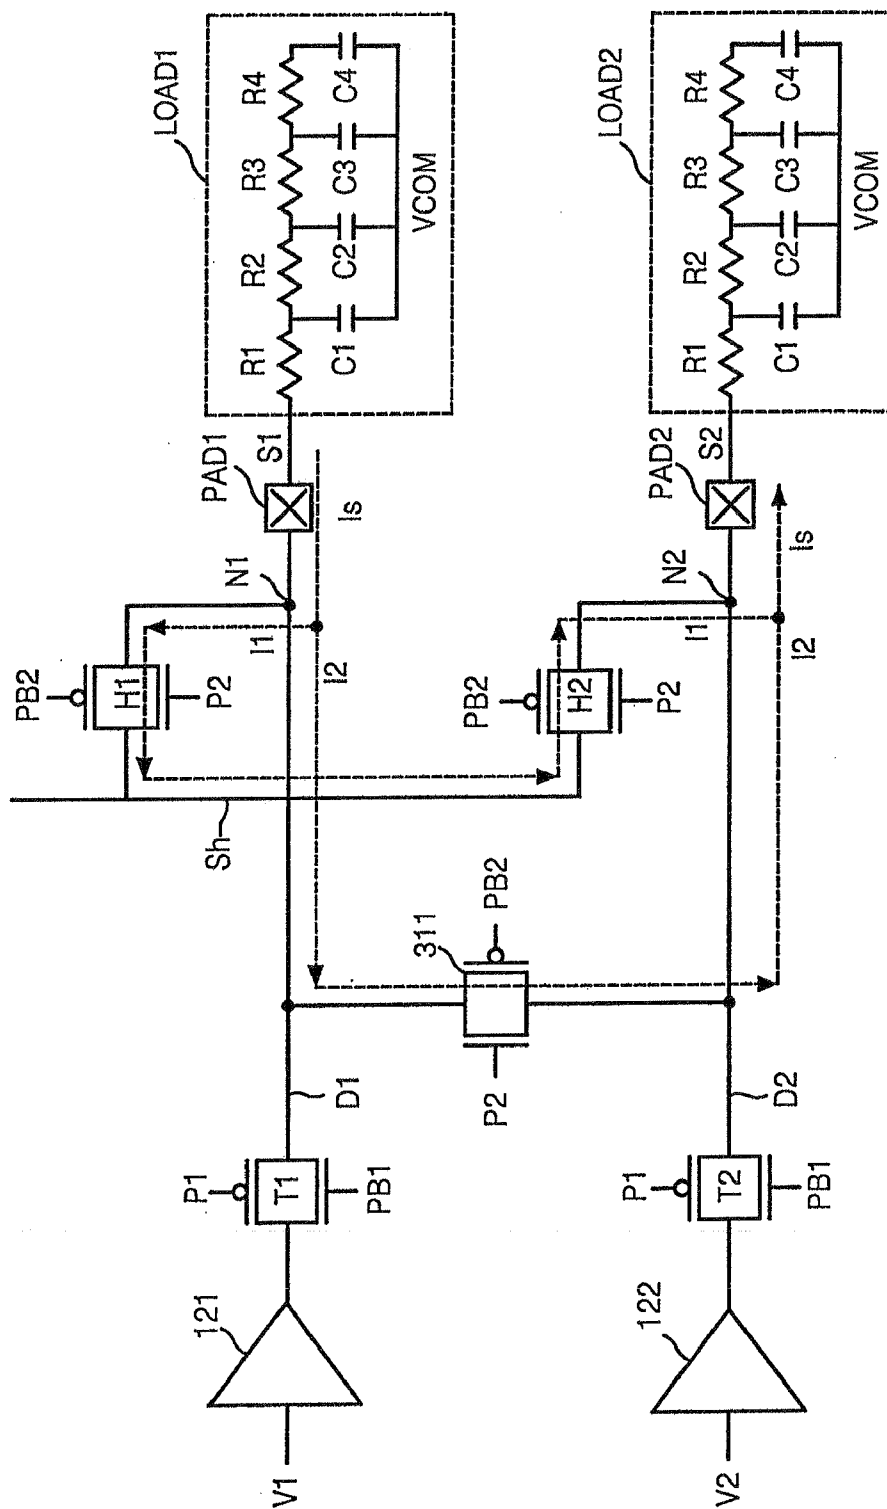 LOAD1
R1
R2
R3
R4
C1
C2
C3
C4
VCOM
PAD1
S1
Is
N1
I1
I2
PB2
H1
P2
Sh
D1
P1
T1
PB1
121
V1
311
P2
PB2
LOAD2
R1
R2
R3
R4
C1
C2
C3
C4
VCOM
PAD2
S2
Is
N2
I1
I2
PB2
H2
P2
D2
P1
T2
PB1
122
V2